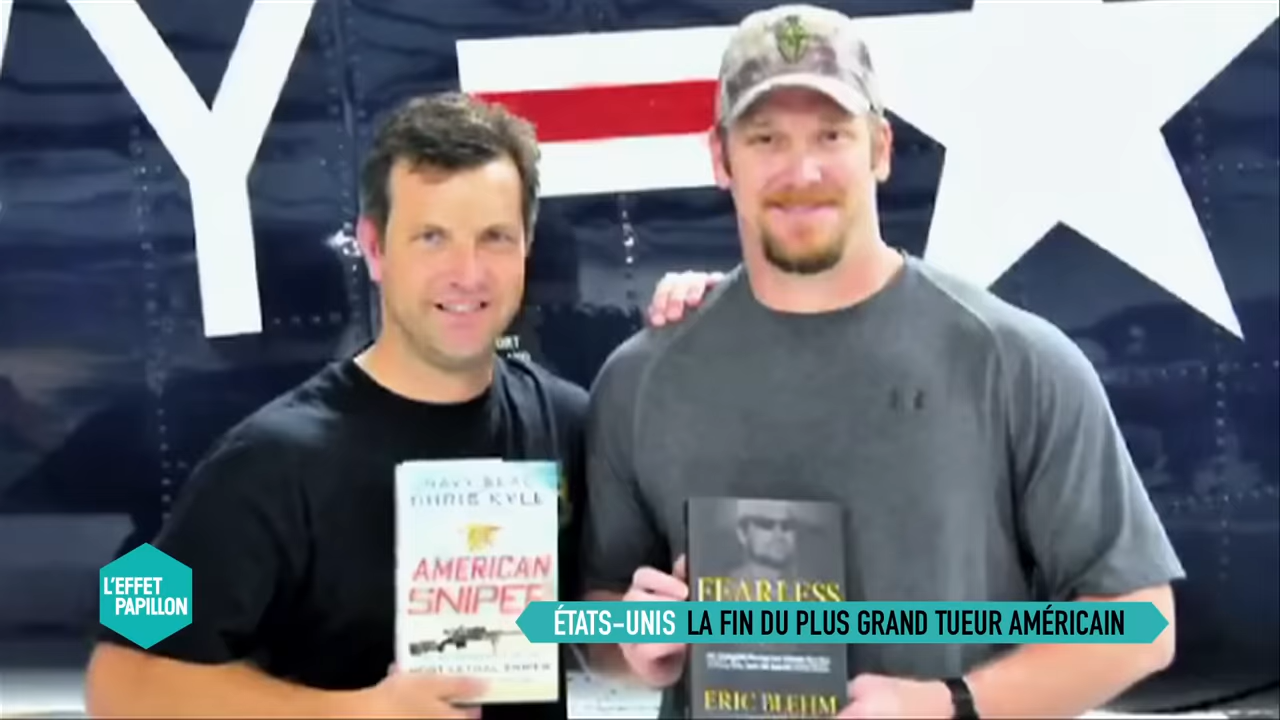 Y
NAVY SEAL
CHRIS KYLE
AMERICAN
SNIPER
FEARLESS
ERIC BLEHM
L'EFFET
PAPILLON
ÉTATS-UNIS LA FIN DU PLUS GRAND TUEUR AMÉRICAIN